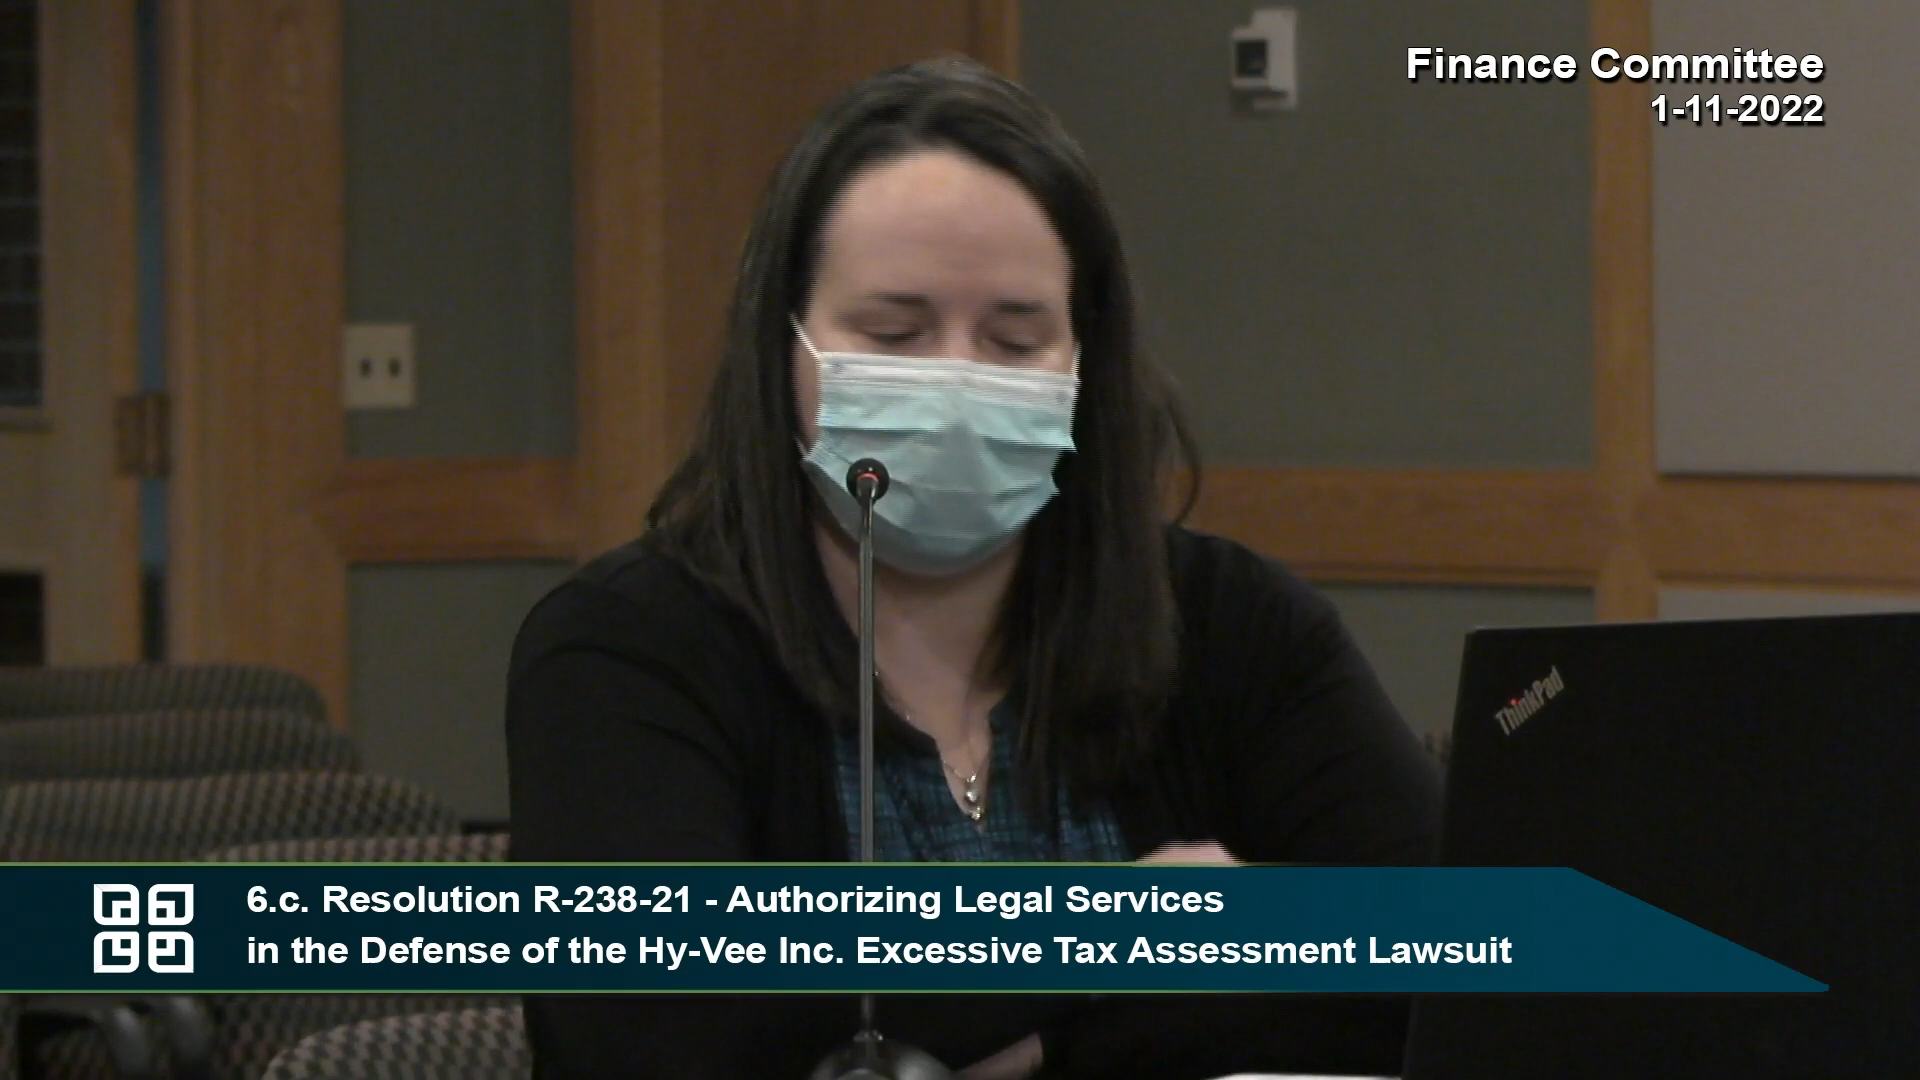 Finance Committee
1-11-2022
ThinkPad
6.c. Resolution R-238-21 - Authorizing Legal Services
in the Defense of the Hy-Vee Inc. Excessive Tax Assessment Lawsuit